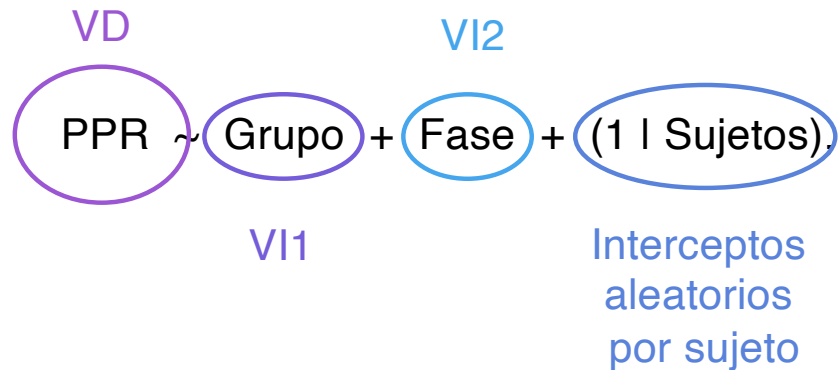 VD VI2
PPR ~ Grupo + Fase + (1 | Sujetos).
VI1 Interceptos
aleatorios
por sujeto